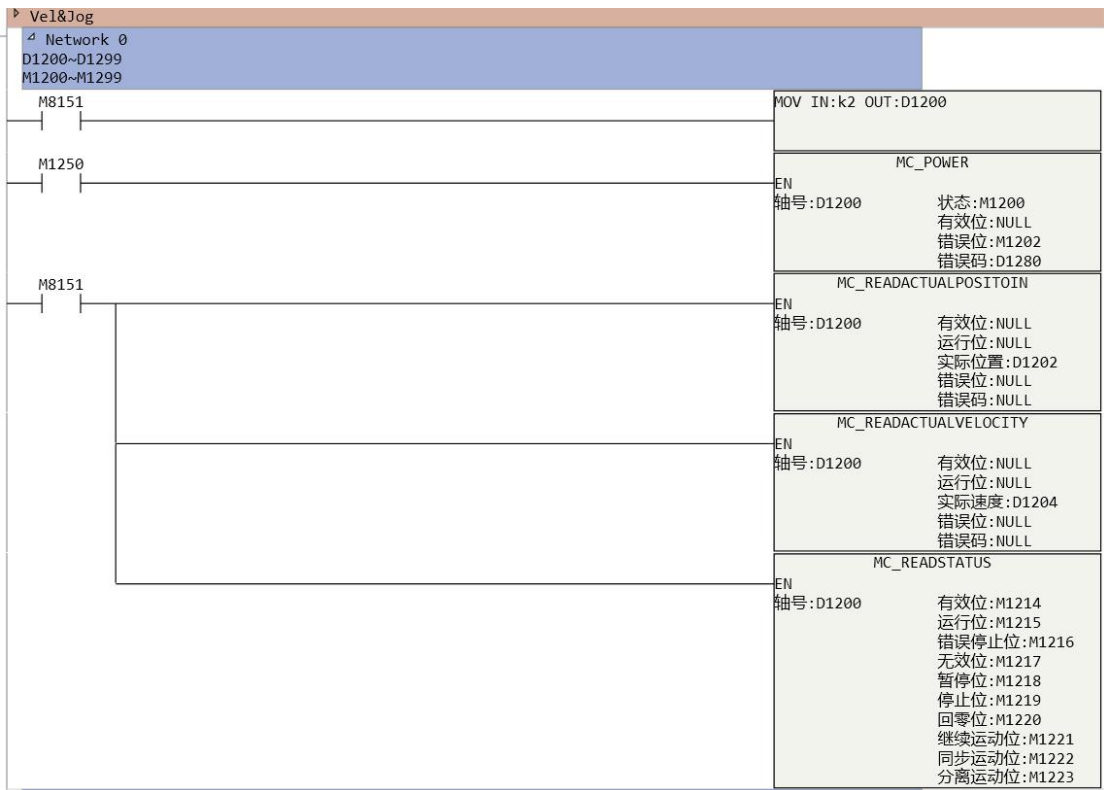 Vel&Jog
Network 0
D1200~D1299
M1200~M1299
M8151
MOV IN:k2 OUT:D1200
M1250
MC_POWER
EN
轴号:D1200
状态:M1200
有效位:NULL
错误位:M1202
错误码:D1280
M8151
MC_READACTUALPOSITOIN
EN
轴号:D1200
有效位:NULL
运行位:NULL
实际位置:D1202
错误位:NULL
错误码:NULL
MC_READACTUALVELOCITY
EN
轴号:D1200
有效位:NULL
运行位:NULL
实际速度:D1204
错误位:NULL
错误码:NULL
MC_READSTATUS
EN
轴号:D1200
有效位:M1214
运行位:M1215
错误停止位:M1216
无效位:M1217
暂停位:M1218
停止位:M1219
回零位:M1220
继续运动位:M1221
同步运动位:M1222
分离运动位:M1223